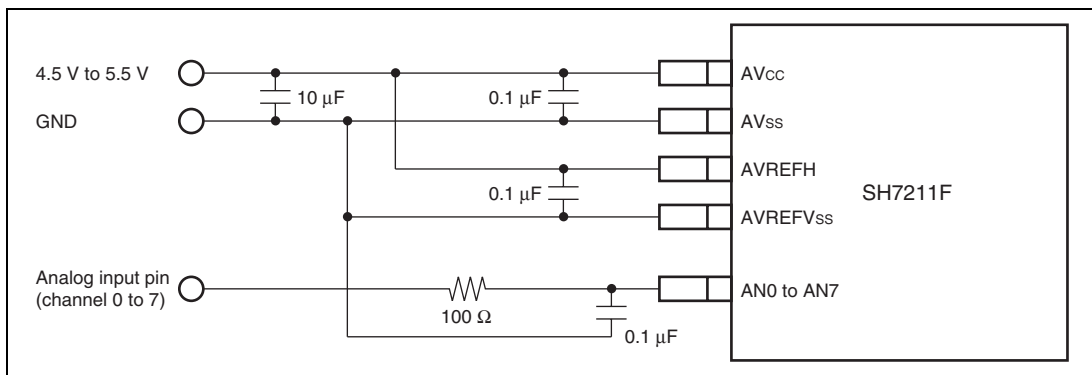 4.5 V to 5.5 V
10 µF
0.1 µF
AVcc
GND
AVss
AVREFH
0.1 µF
SH7211F
AVREFVss
Analog input pin
(channel 0 to 7)
100 Ω
0.1 µF
AN0 to AN7